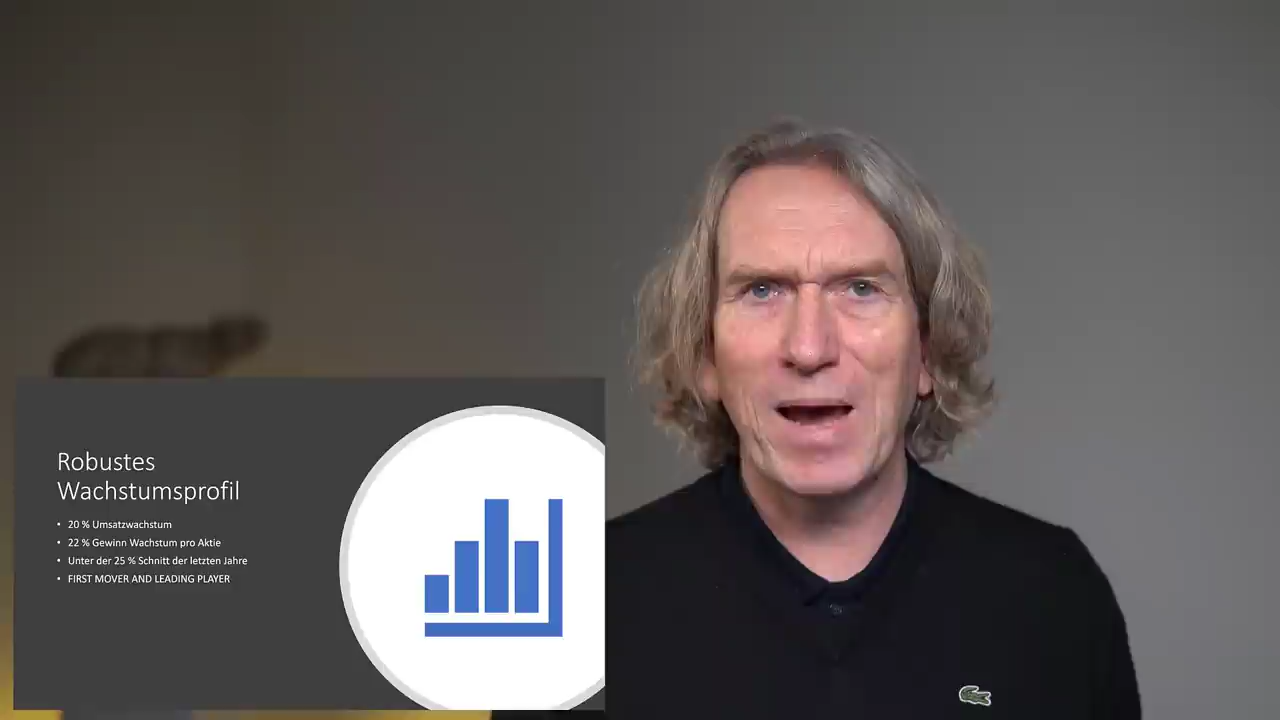 Robustes
Wachstumsprofil
• 20 % Umsatzwachstum
• 22 % Gewinn Wachstum pro Aktie
• Unter der 25 % Schnitt der letzten Jahre
• FIRST MOVER AND LEADING PLAYER